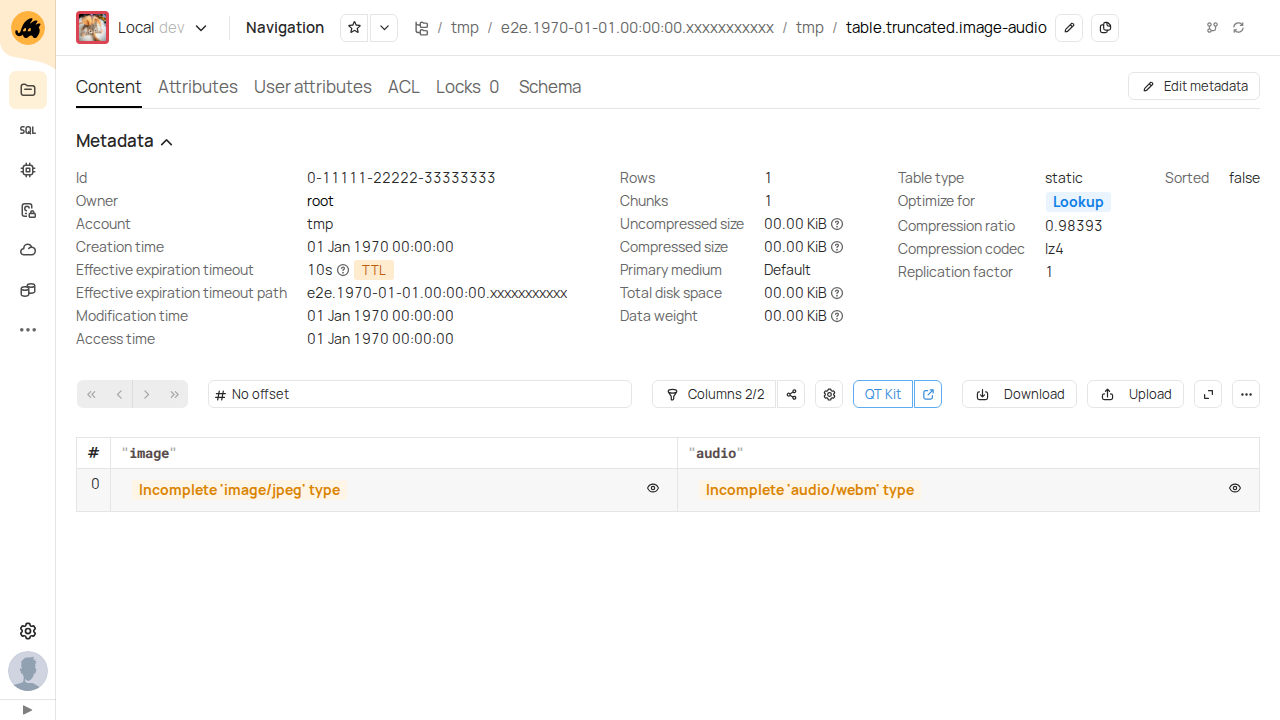 Local dev Navigation / tmp / e2e.1970-01-01.00:00:00.xxxxxxxxxxx / tmp / table.truncated.image-audio
SQL
Content Attributes User attributes ACL Locks 0 Schema Edit metadata
Metadata
Id 0-11111-22222-33333333
Owner root
Account tmp
Creation time 01 Jan 1970 00:00:00
Effective expiration timeout 10s TTL
Effective expiration timeout path e2e.1970-01-01.00:00:00.xxxxxxxxxxx
Modification time 01 Jan 1970 00:00:00
Access time 01 Jan 1970 00:00:00
Rows 1
Chunks 1
Uncompressed size 00.00 KiB
Compressed size 00.00 KiB
Primary medium Default
Total disk space 00.00 KiB
Data weight 00.00 KiB
Table type static
Optimize for Lookup
Compression ratio 0.98393
Compression codec lz4
Replication factor 1
Sorted false
No offset Columns 2/2 QT Kit Download Upload
# "image" "audio"
0 Incomplete 'image/jpeg' type Incomplete 'audio/webm' type